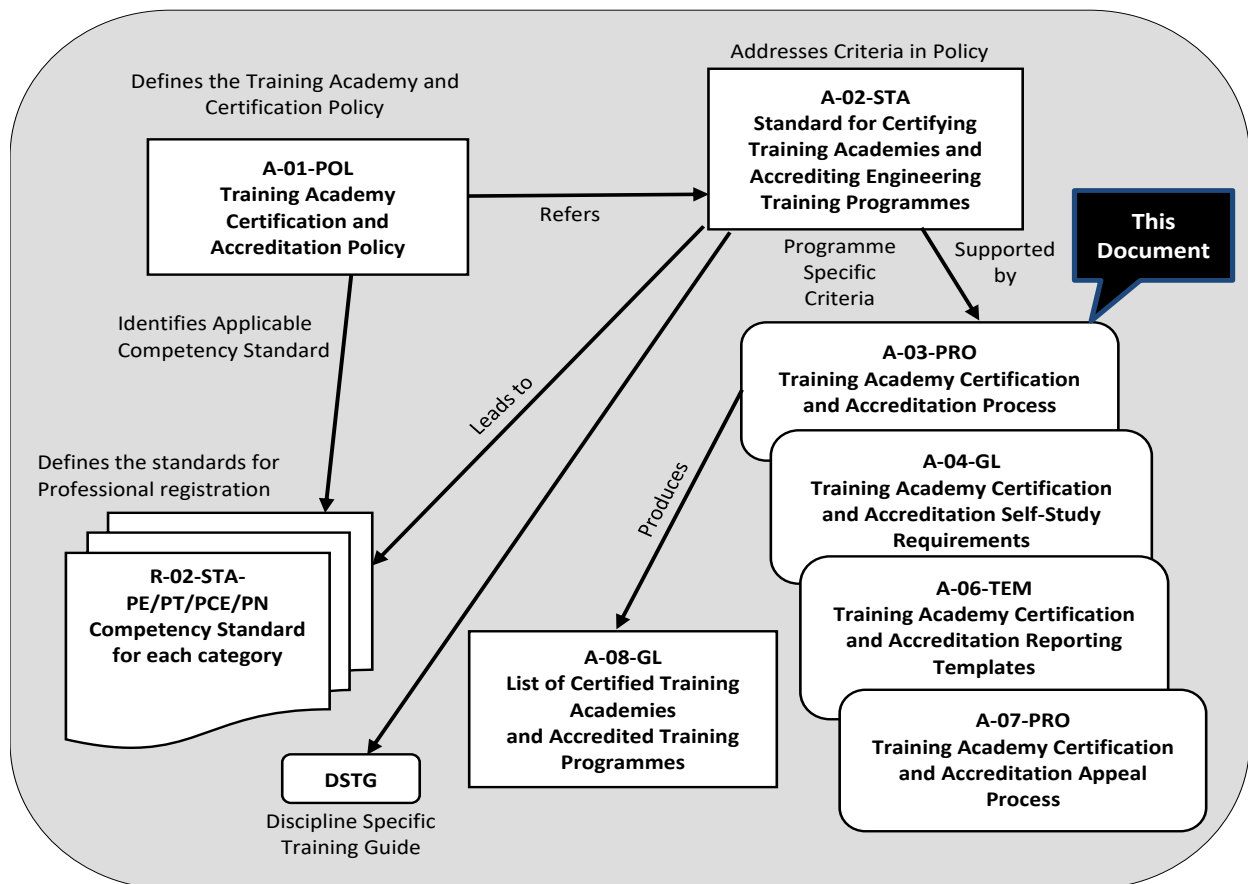 Defines the Training Academy and
Certification Policy
A-01-POL
Training Academy
Certification and
Accreditation Policy
Refers
Addresses Criteria in Policy
A-02-STA
Standard for Certifying
Training Academies and
Accrediting Engineering
Training Programmes
Programme
Specific
Criteria
Supported
by
This
Document
Identifies Applicable
Competency Standard
Leads to
A-03-PRO
Training Academy Certification
and Accreditation Process
Produces
A-04-GL
Training Academy Certification
and Accreditation Self-Study
Requirements
A-06-TEM
Training Academy Certification
and Accreditation Reporting
Templates
A-07-PRO
Training Academy Certification
and Accreditation Appeal
Process
Defines the standards for
Professional registration
R-02-STA-
PE/PT/PCE/PN
Competency Standard
for each category
A-08-GL
List of Certified Training
Academies
and Accredited Training
Programmes
DSTG
Discipline Specific
Training Guide